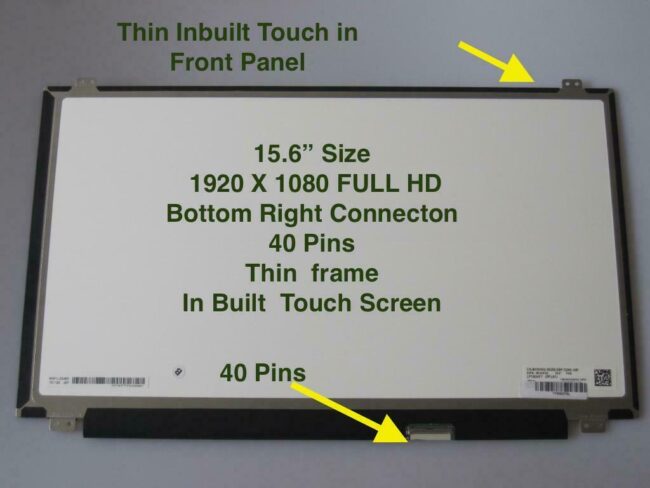 Thin Inbuilt Touch in
Front Panel
15.6” Size
1920 X 1080 FULL HD
Bottom Right Connecton
40 Pins
Thin frame
In Built Touch Screen
40 Pins